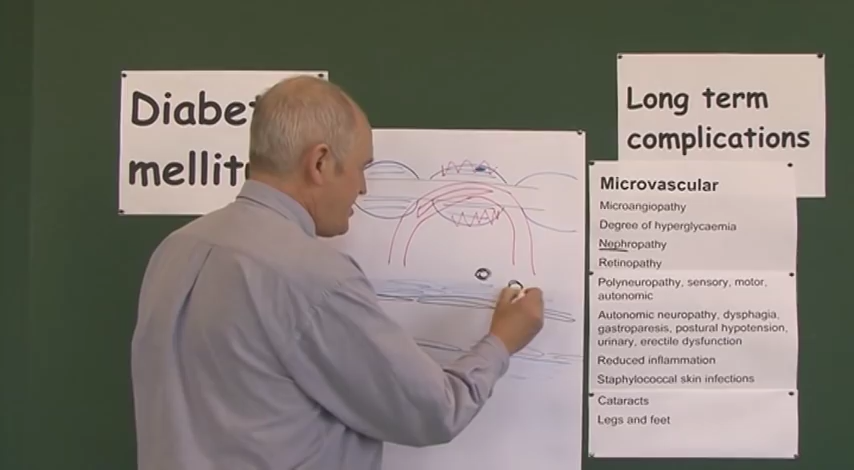 Diabe
mellit
Long term
complications
Microvascular
Microangiopathy
Degree of hyperglycaemia
Nephropathy
Retinopathy
Polyneuropathy, sensory, motor,
autonomic
Autonomic neuropathy, dysphagia,
gastroparesis, postural hypotension,
urinary, erectile dysfunction
Reduced inflammation
Staphylococcal skin infections
Cataracts
Legs and feet